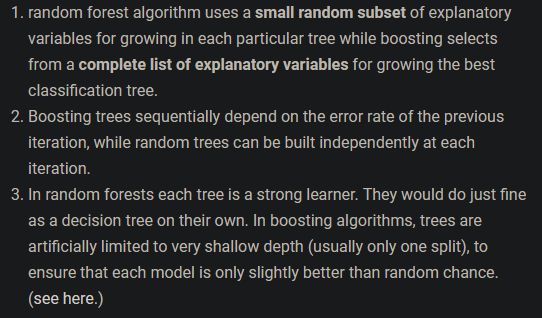 1. random forest algorithm uses a small random subset of explanatory
variables for growing in each particular tree while boosting selects
from a complete list of explanatory variables for growing the best
classification tree.
2. Boosting trees sequentially depend on the error rate of the previous
iteration, while random trees can be built independently at each
iteration.
3. In random forests each tree is a strong learner. They would do just fine
as a decision tree on their own. In boosting algorithms, trees are
artificially limited to very shallow depth (usually only one split), to
ensure that each model is only slightly better than random chance.
(see here.)